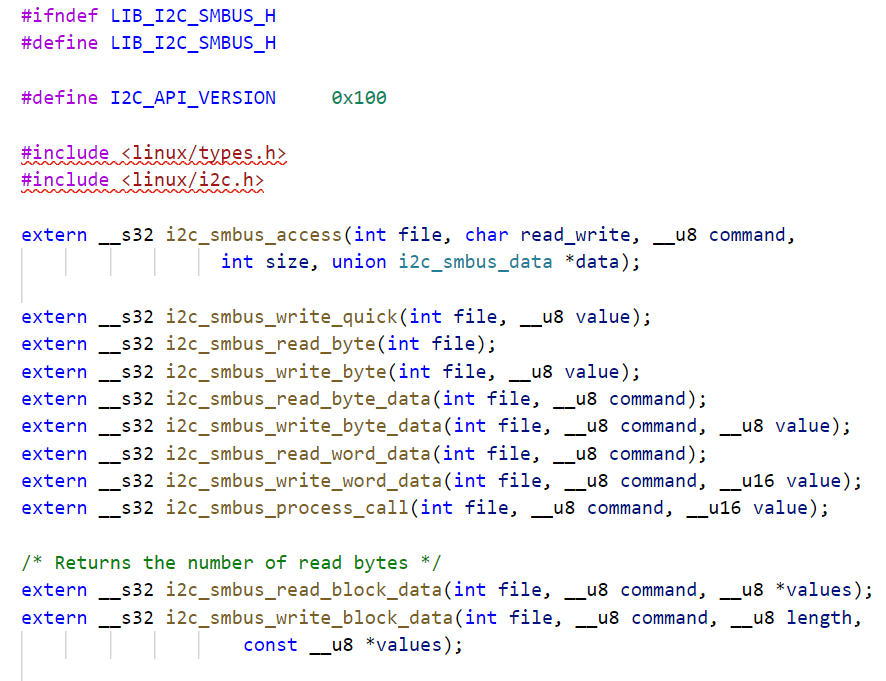 #ifndef LIB_I2C_SMBUS_H
#define LIB_I2C_SMBUS_H

#define I2C_API_VERSION     0x100

#include <linux/types.h>
#include <linux/i2c.h>

extern __s32 i2c_smbus_access(int file, char read_write, __u8 command,
                  int size, union i2c_smbus_data *data);

extern __s32 i2c_smbus_write_quick(int file, __u8 value);
extern __s32 i2c_smbus_read_byte(int file);
extern __s32 i2c_smbus_write_byte(int file, __u8 value);
extern __s32 i2c_smbus_read_byte_data(int file, __u8 command);
extern __s32 i2c_smbus_write_byte_data(int file, __u8 command, __u8 value);
extern __s32 i2c_smbus_read_word_data(int file, __u8 command);
extern __s32 i2c_smbus_write_word_data(int file, __u8 command, __u16 value);
extern __s32 i2c_smbus_process_call(int file, __u8 command, __u16 value);

/* Returns the number of read bytes */
extern __s32 i2c_smbus_read_block_data(int file, __u8 command, __u8 *values);
extern __s32 i2c_smbus_write_block_data(int file, __u8 command, __u8 length,
                    const __u8 *values);